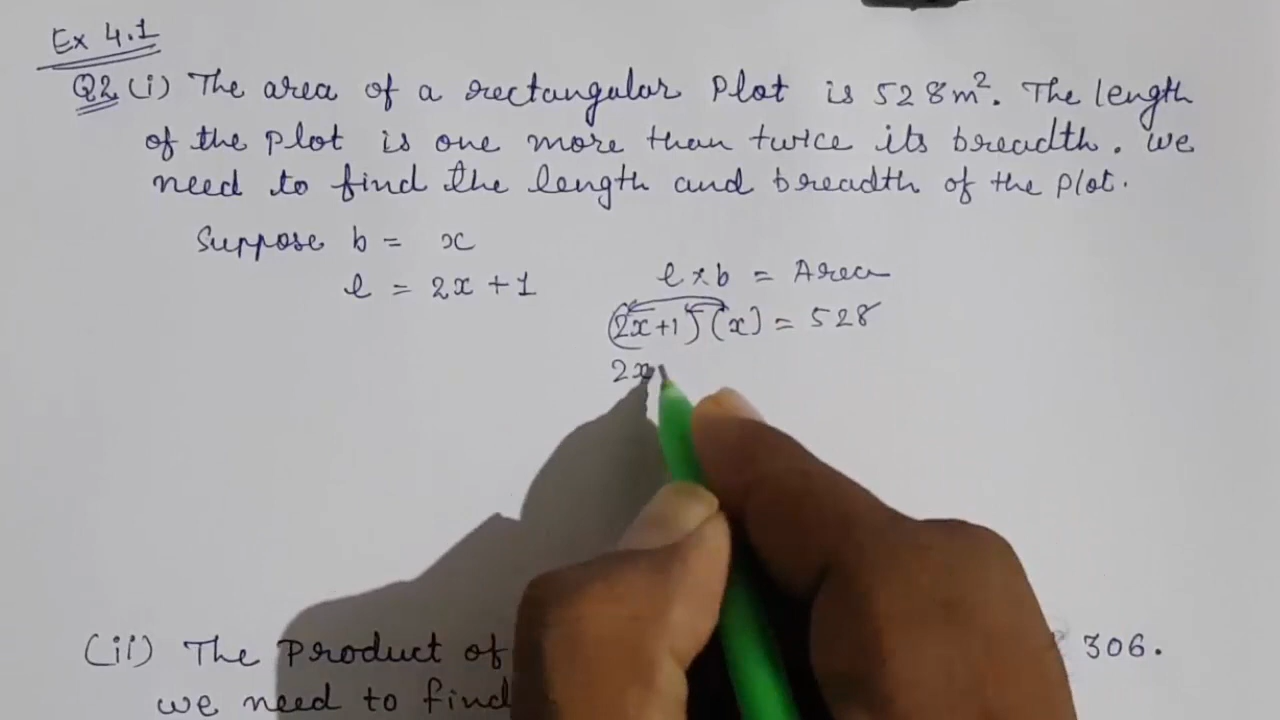 Ex 4.1
Q2 (i) The area of a rectangular Plot is 528m². The length
of the plot is one more than twice its breadth. we
need to find the length and breadth of the plot.
Suppose b = x
l = 2x + 1
l × b = Area
(2x+1) (x) = 528
2x
(ii) The product of 306.
we need to find